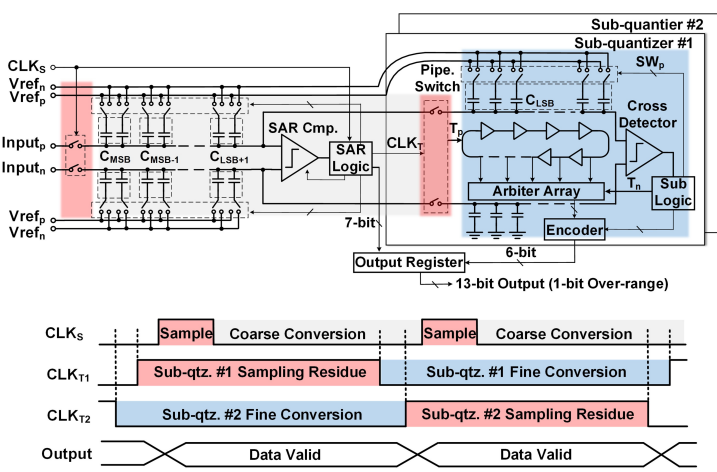 Sub-quantier #2
Sub-quantizer #1
CLKS
Vrefn
Vrefp
Pipe.
Switch
SWp
CLSB
Cross
Detector
SAR Cmp.
Inputp
Inputn
CMSB
CMSB-1
CLSB+1
SAR
Logic
CLKT
Tp
Tn
Arbiter Array
Sub
Logic
Vrefp
Vrefn
7-bit
Encoder
6-bit
Output Register
13-bit Output (1-bit Over-range)
CLKS
Sample
Coarse Conversion
Sample
Coarse Conversion
CLKT1
Sub-qtz. #1 Sampling Residue
Sub-qtz. #1 Fine Conversion
CLKT2
Sub-qtz. #2 Fine Conversion
Sub-qtz. #2 Sampling Residue
Output
Data Valid
Data Valid